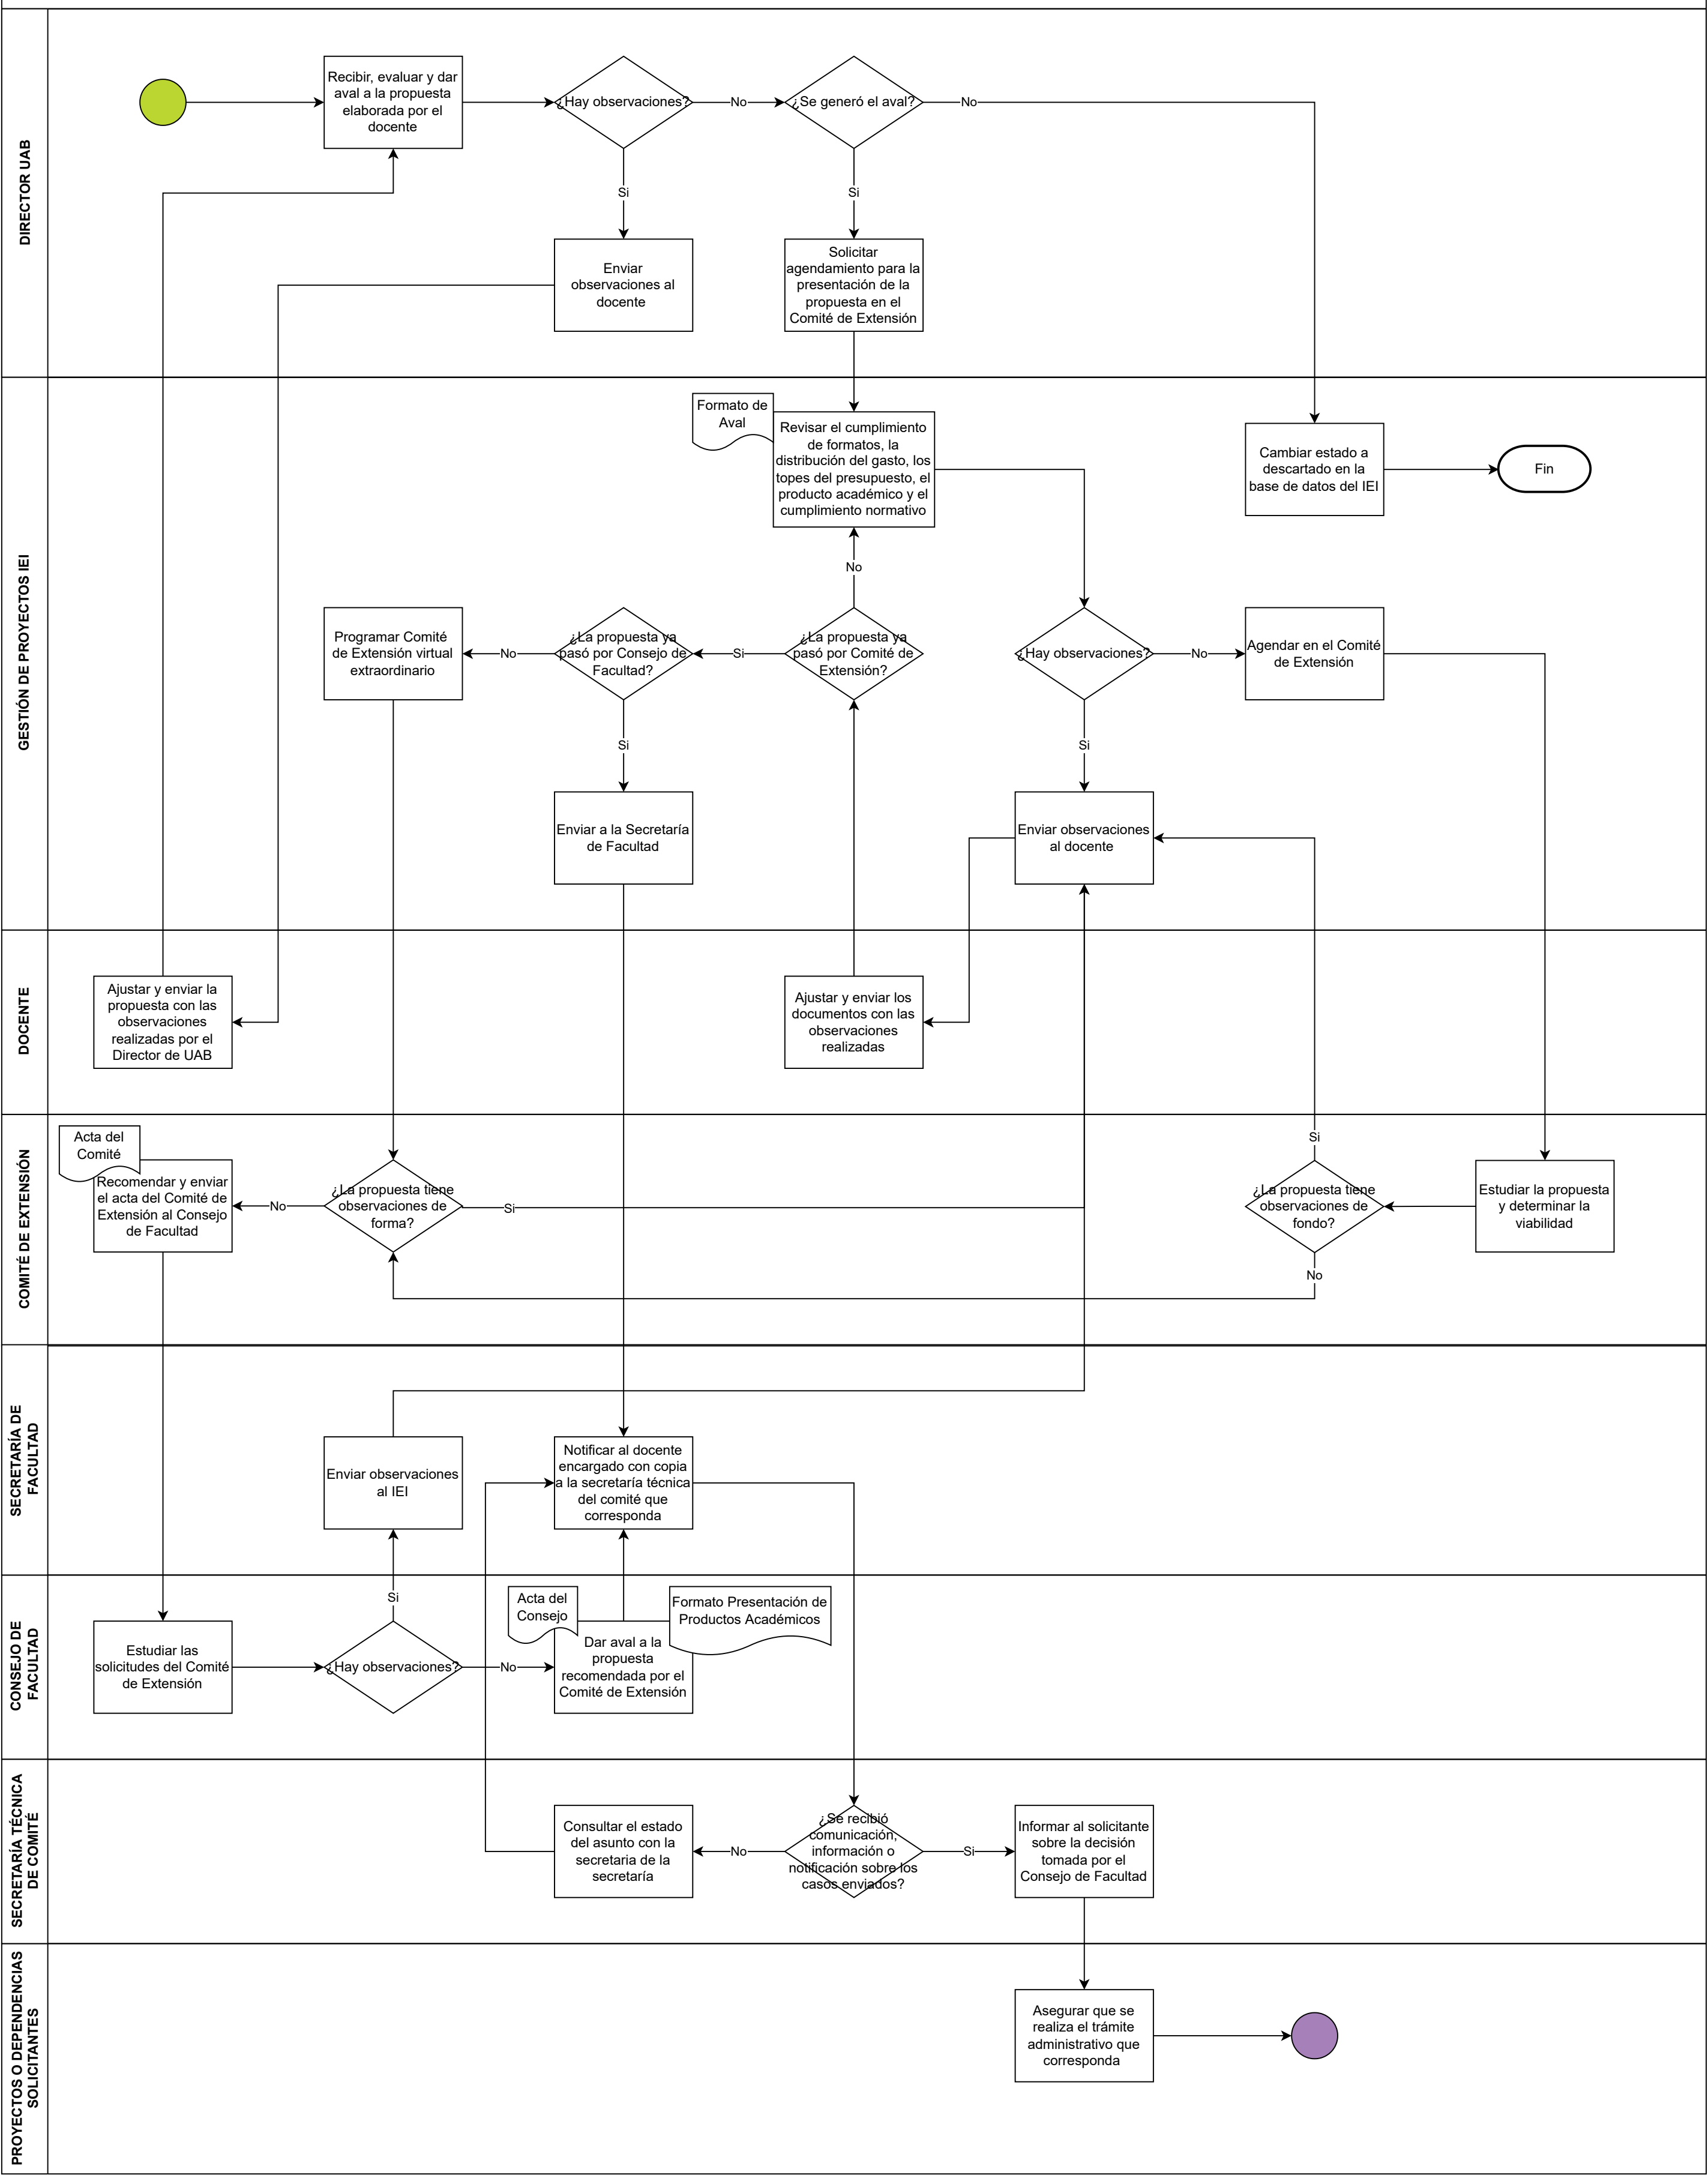 DIRECTOR UAB
Recibir, evaluar y dar
aval a la propuesta
elaborada por el
docente
¿Hay observaciones?
No
¿Se generó el aval?
No
Si
Si
Enviar
observaciones al
docente
Solicitar
agendamiento para la
presentación de la
propuesta en el
Comité de Extensión
GESTIÓN DE PROYECTOS IEI
Formato de
Aval
Revisar el cumplimiento
de formatos, la
distribución del gasto, los
topes del presupuesto, el
producto académico y el
cumplimiento normativo
Cambiar estado a
descartado en la
base de datos del IEI
Fin
No
Programar Comité
de Extensión virtual
extraordinario
No
¿La propuesta ya
pasó por Consejo de
Facultad?
Si
¿La propuesta ya
pasó por Comité de
Extensión?
¿Hay observaciones?
No
Agendar en el Comité
de Extensión
Si
Si
Enviar a la Secretaría
de Facultad
Enviar observaciones
al docente
DOCENTE
Ajustar y enviar la
propuesta con las
observaciones
realizadas por el
Director de UAB
Ajustar y enviar los
documentos con las
observaciones
realizadas
COMITÉ DE EXTENSIÓN
Acta del
Comité
Recomendar y enviar
el acta del Comité de
Extensión al Consejo
de Facultad
No
¿La propuesta tiene
observaciones de
forma?
Si
Si
¿La propuesta tiene
observaciones de
fondo?
No
Estudiar la propuesta
y determinar la
viabilidad
SECRETARÍA DE
FACULTAD
Enviar observaciones
al IEI
Notificar al docente
encargado con copia
a la secretaría técnica
del comité que
corresponda
CONSEJO DE
FACULTAD
Estudiar las
solicitudes del Comité
de Extensión
Si
¿Hay observaciones?
No
Acta del
Consejo
Formato Presentación de
Productos Académicos
Dar aval a la
propuesta
recomendada por el
Comité de Extensión
SECRETARÍA TÉCNICA
DE COMITÉ
Consultar el estado
del asunto con la
secretaria de la
secretaría
No
¿Se recibió
comunicación,
información o
notificación sobre los
casos enviados?
Si
Informar al solicitante
sobre la decisión
tomada por el
Consejo de Facultad
PROYECTOS O DEPENDENCIAS
SOLICITANTES
Asegurar que se
realiza el trámite
administrativo que
corresponda